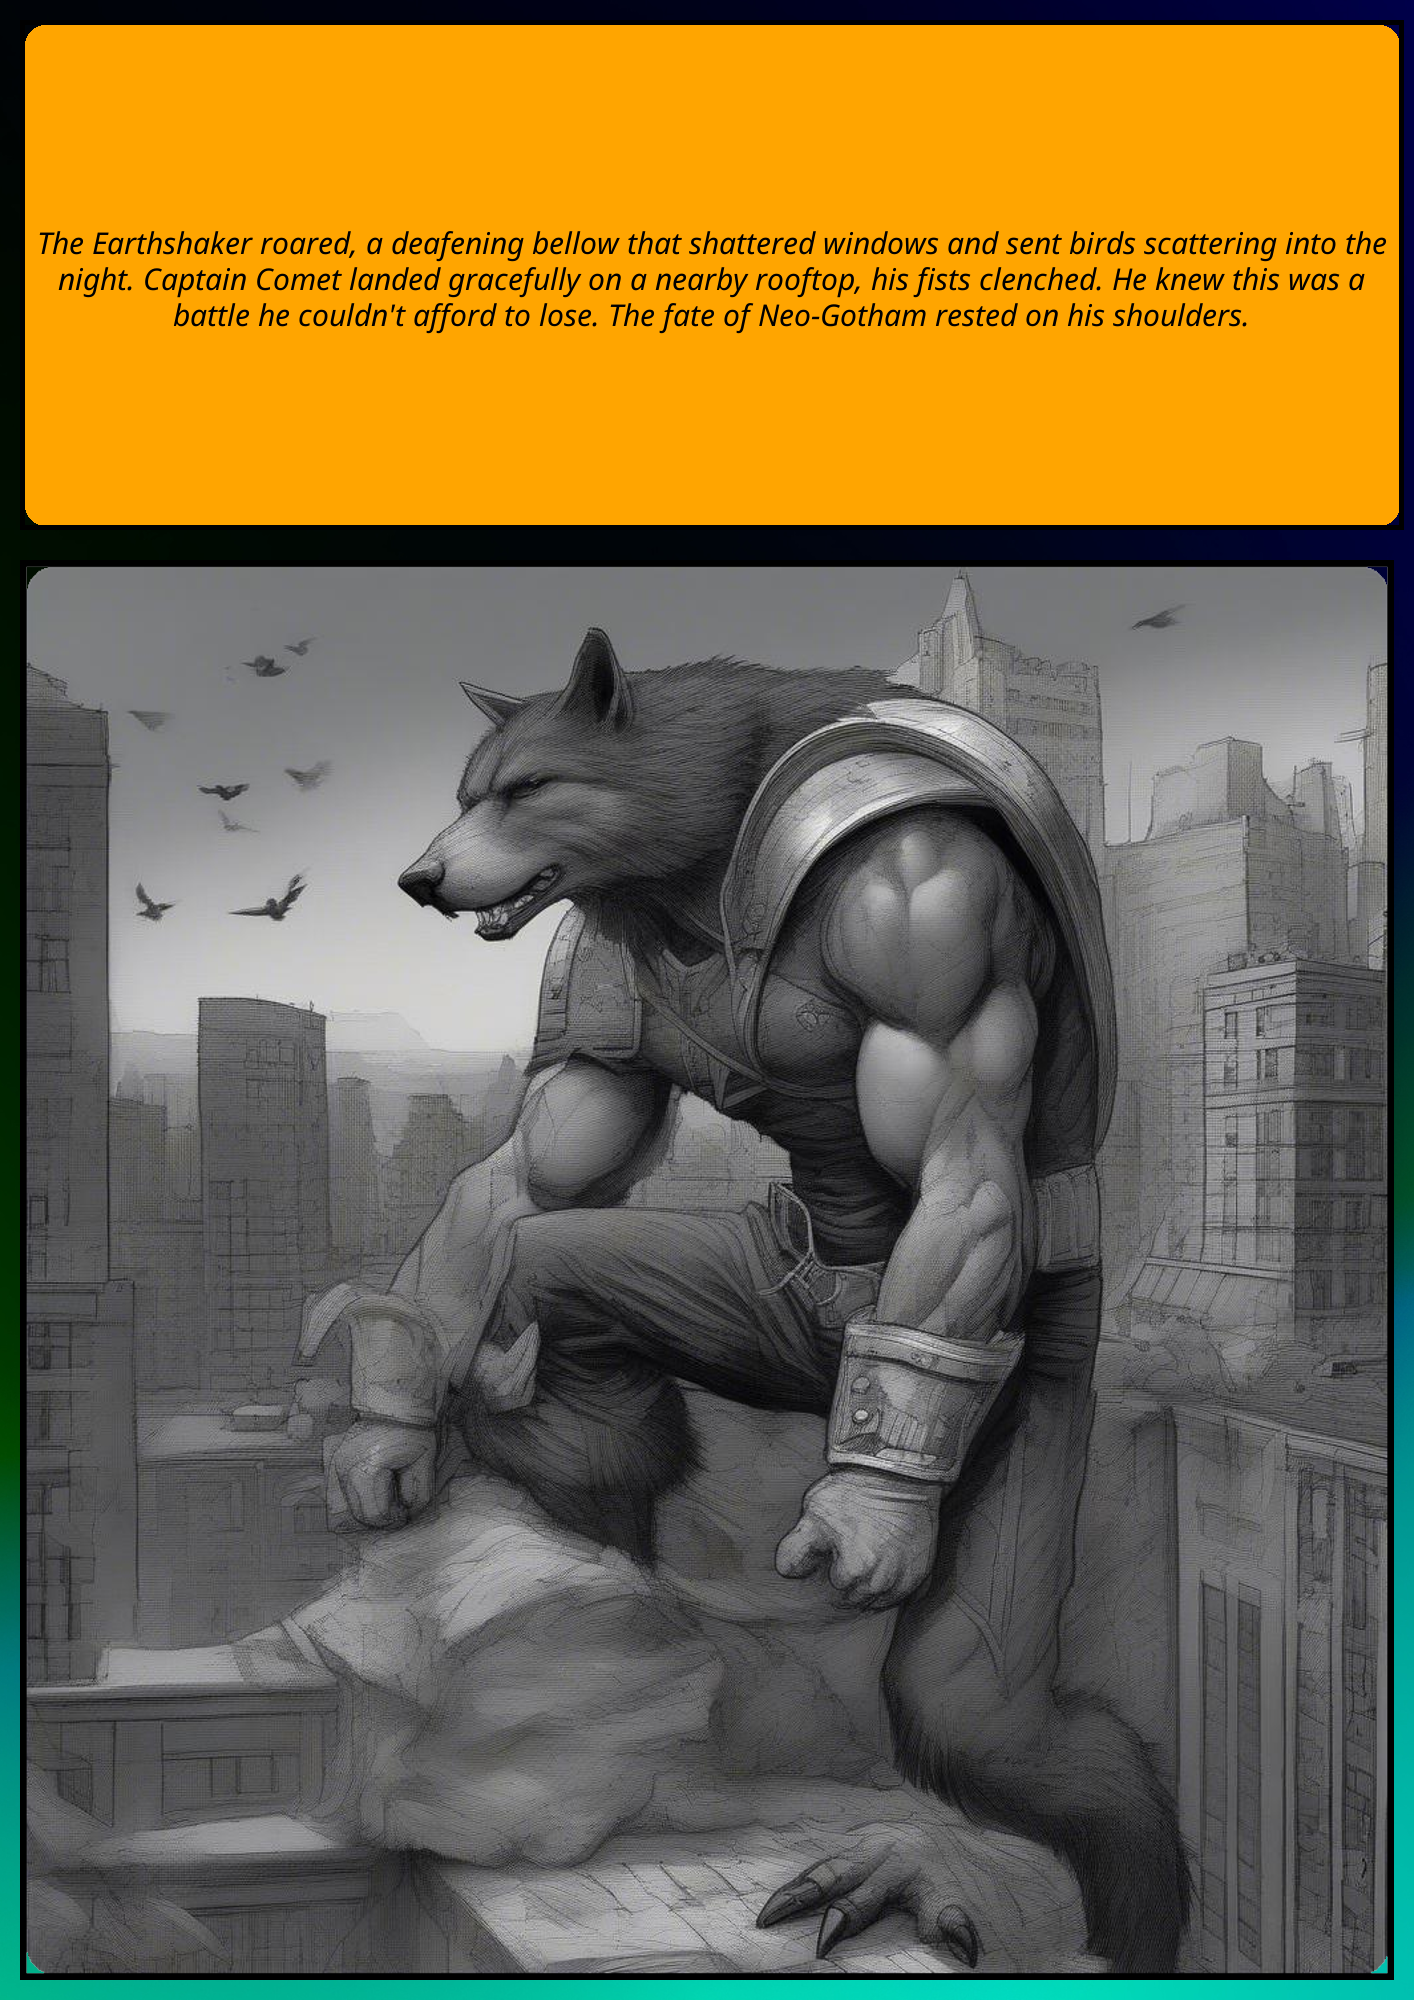 The Earthshaker roared, a deafening bellow that shattered windows and sent birds scattering into the
night. Captain Comet landed gracefully on a nearby rooftop, his fists clenched. He knew this was a
battle he couldn't afford to lose. The fate of Neo-Gotham rested on his shoulders.